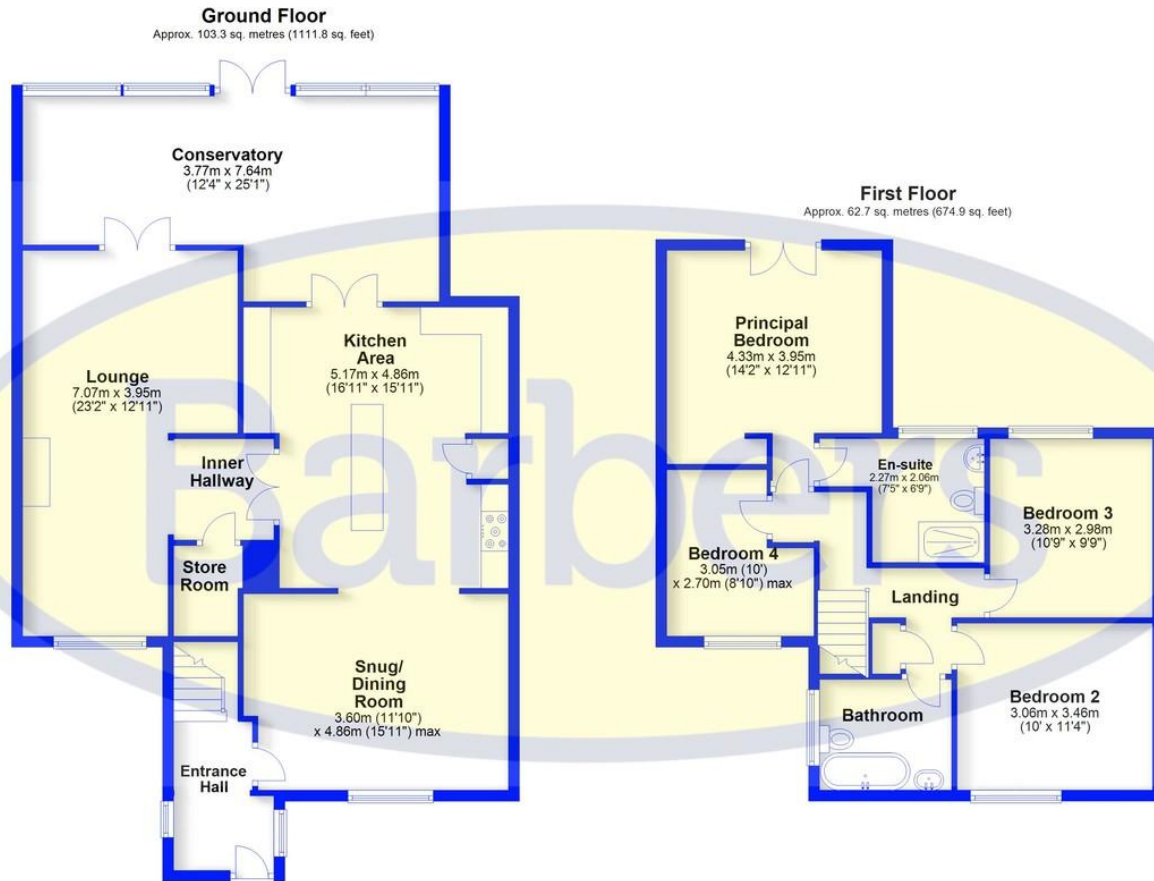 Ground Floor
Approx. 103.3 sq. metres (1111.8 sq. feet)
Conservatory
3.77m x 7.64m
(12'4" x 25'1")
Lounge
7.07m x 3.95m
(23'2" x 12'11")
Kitchen
Area
5.17m x 4.86m
(16'11" x 15'11")
Inner
Hallway
Store
Room
Snug/
Dining
Room
3.60m (11'10")
x 4.86m (15'11") max
Entrance
Hall
First Floor
Approx. 62.7 sq. metres (674.9 sq. feet)
Principal
Bedroom
4.33m x 3.95m
(14'2" x 12'11")
En-suite
2.27m x 2.06m
(7'5" x 6'9")
Bedroom 3
3.28m x 2.98m
(10'9" x 9'9")
Bedroom 4
3.05m (10')
x 2.70m (8'10") max
Landing
Bathroom
Bedroom 2
3.06m x 3.46m
(10' x 11'4")
Barbers